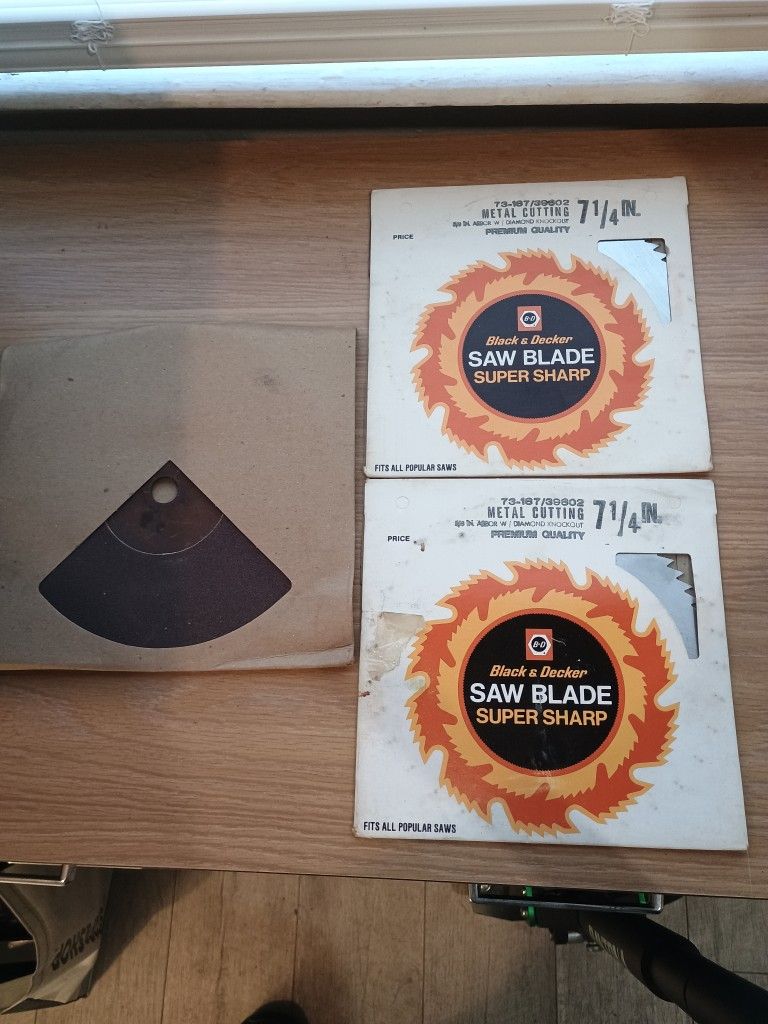 73-167/39602
METAL CUTTING 7 1/4 IN.
5/8 IN. ARBOR W / DIAMOND KNOCKOUT
PREMIUM QUALITY
PRICE
B&D
Black & Decker
SAW BLADE
SUPER SHARP
FITS ALL POPULAR SAWS
73-167/39602
METAL CUTTING 7 1/4 IN.
5/8 IN. ARBOR W / DIAMOND KNOCKOUT
PREMIUM QUALITY
PRICE
B&D
Black & Decker
SAW BLADE
SUPER SHARP
FITS ALL POPULAR SAWS